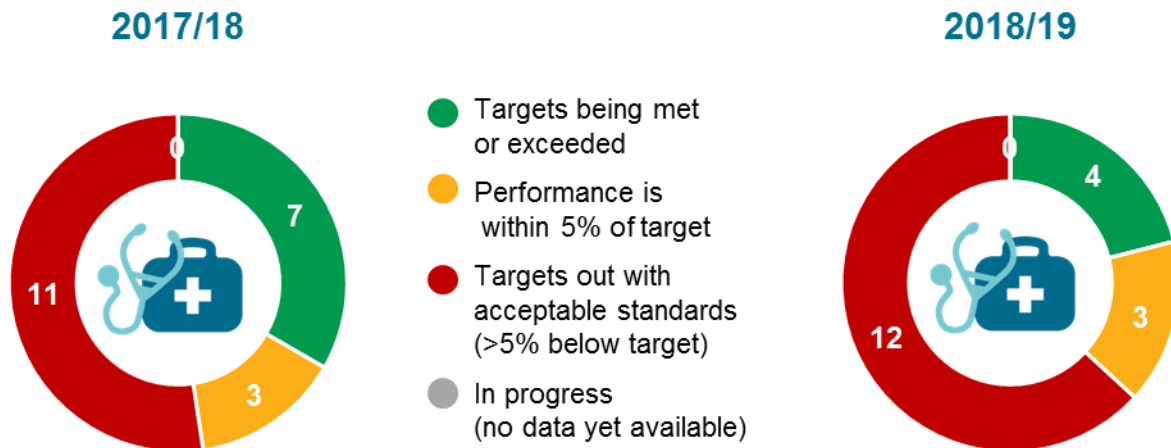 2017/18
0
7
11
3
Targets being met
or exceeded
Performance is
within 5% of target
Targets out with
acceptable standards
(>5% below target)
In progress
(no data yet available)
2018/19
0
4
12
3